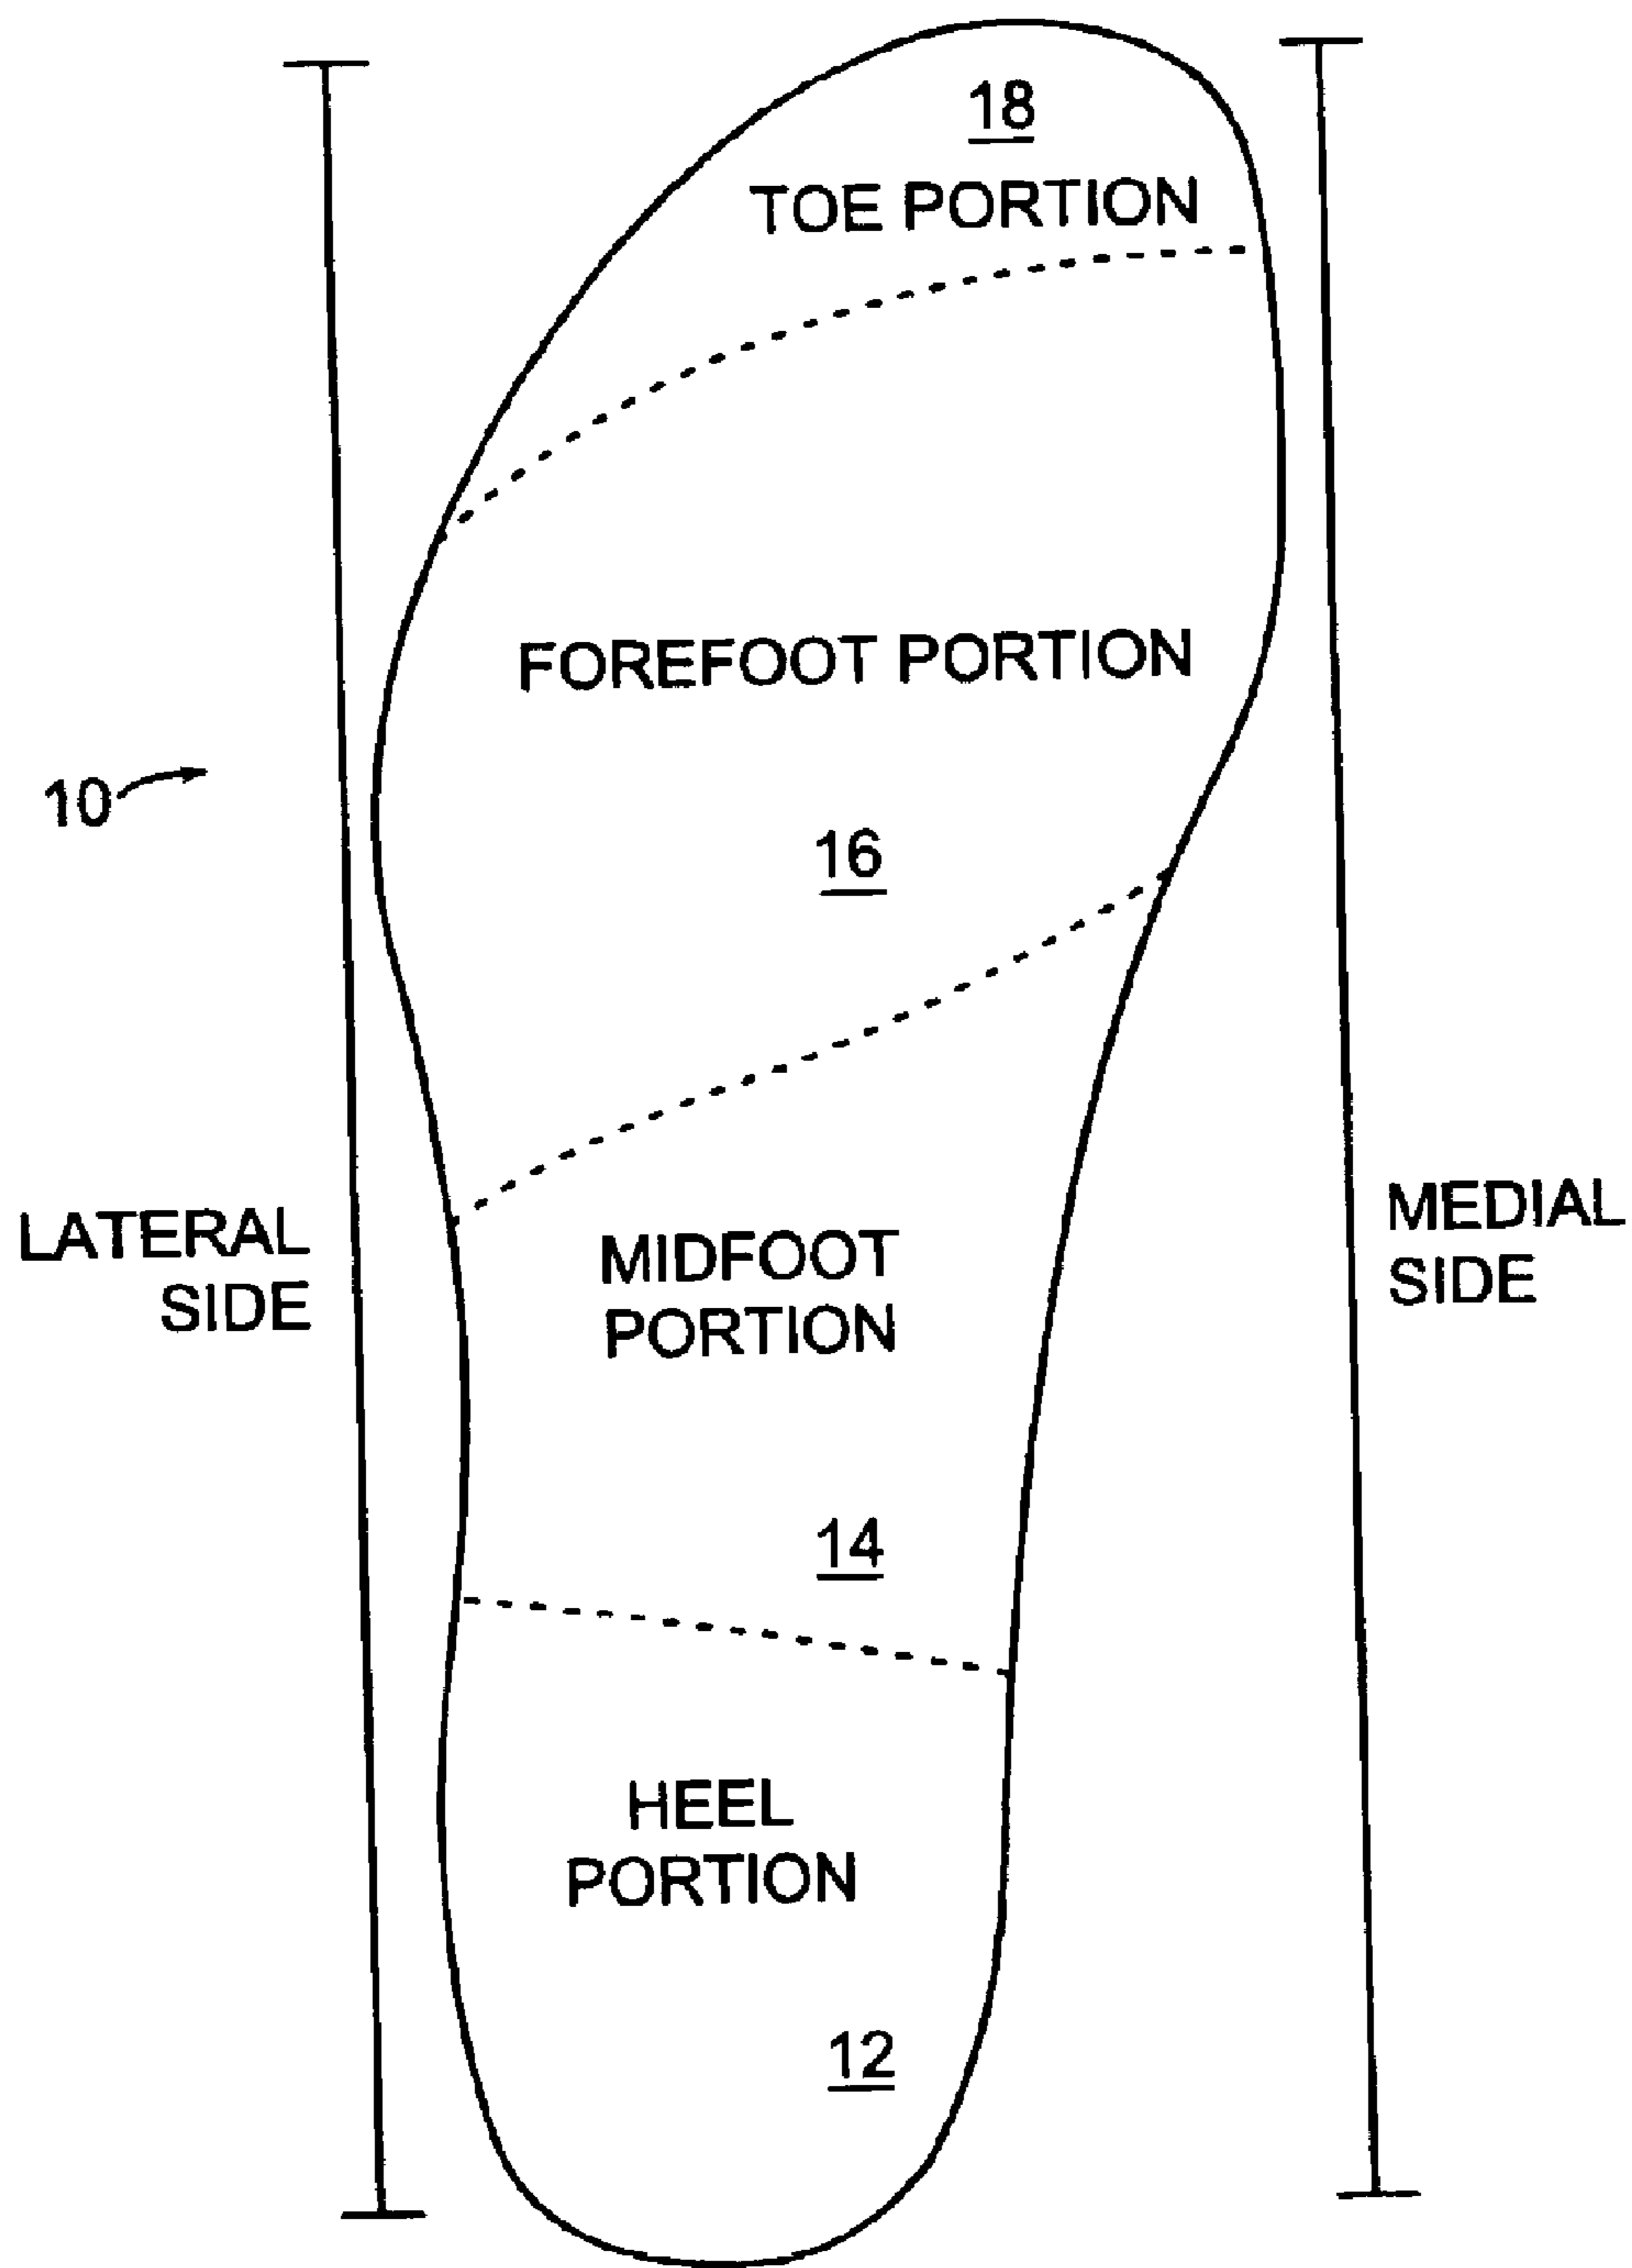 18
TOE PORTION
FOREFOOT PORTION
10
16
LATERAL
SIDE
MIDFOOT
PORTION
MEDIAL
SIDE
14
HEEL
PORTION
12